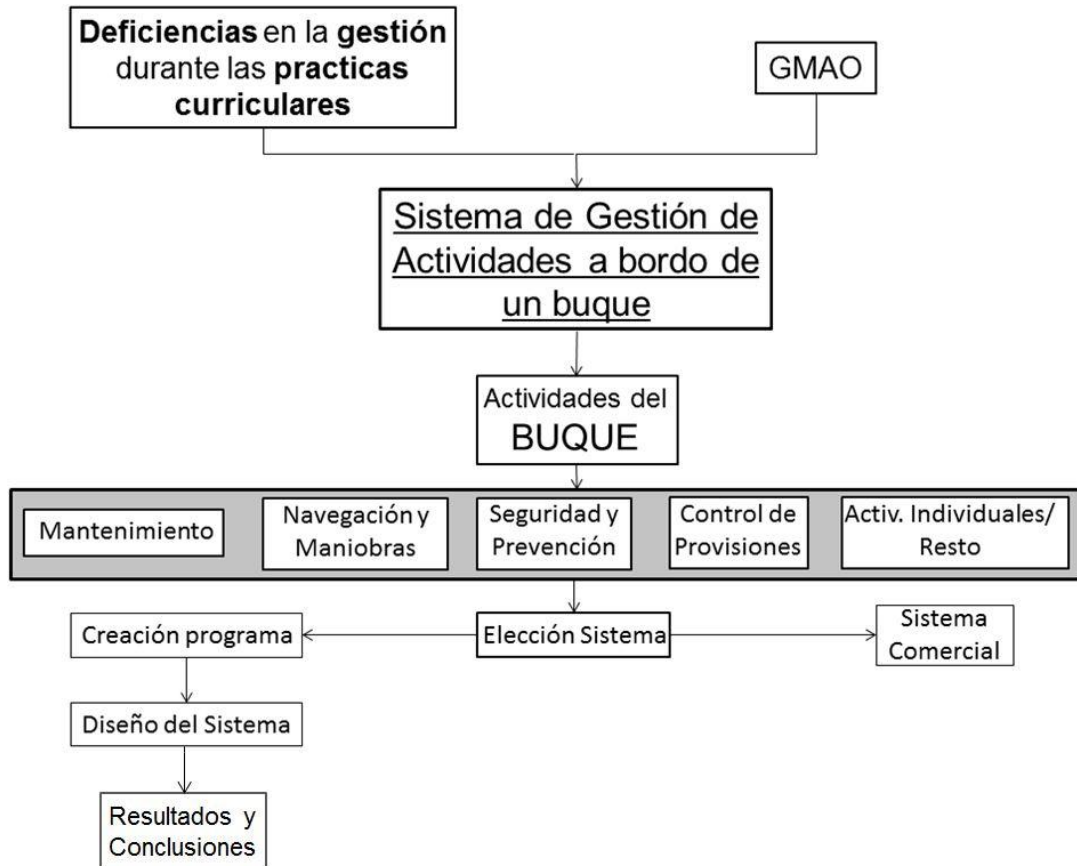 Deficiencias en la gestión
durante las practicas
curriculares
GMAO
Sistema de Gestión de
Actividades a bordo de
un buque
Actividades del
BUQUE
Mantenimiento
Navegación y
Maniobras
Seguridad y
Prevención
Control de
Provisiones
Activ. Individuales/
Resto
Creación programa
Elección Sistema
Sistema
Comercial
Diseño del Sistema
Resultados y
Conclusiones